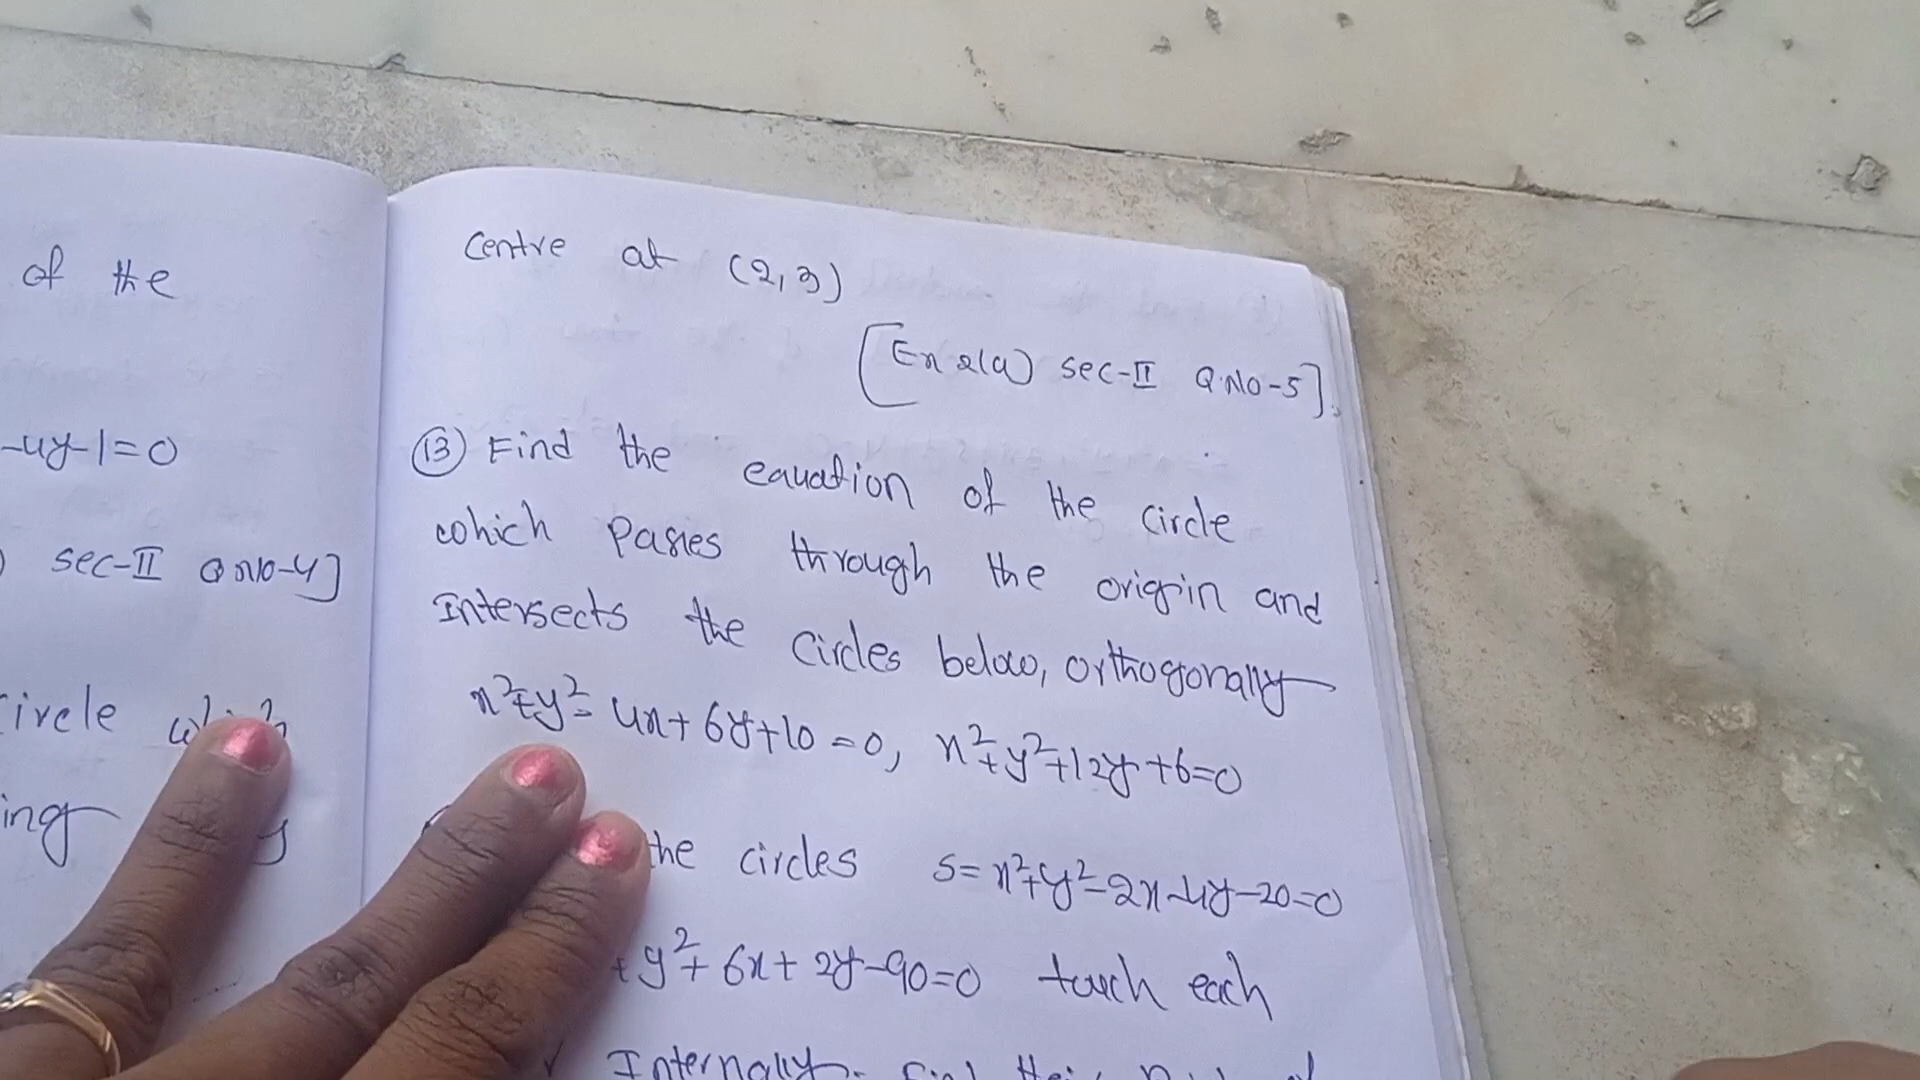 of the
-4y-1=0
sec-II Q.No-4]
circle
ing
Centre at (2,3)
[Ex 2(a) sec-II Q.No-5].
(13) Find the equation of the circle
which passes through the origin and
Intersects the circles below, orthogonally
x²+y²-4x+6y+10=0, x²+y²+12y+6=0
the circles S=x²+y²-2x-4y-20=0
+y²+6x+2y-90=0 touch each
Internally. Find their